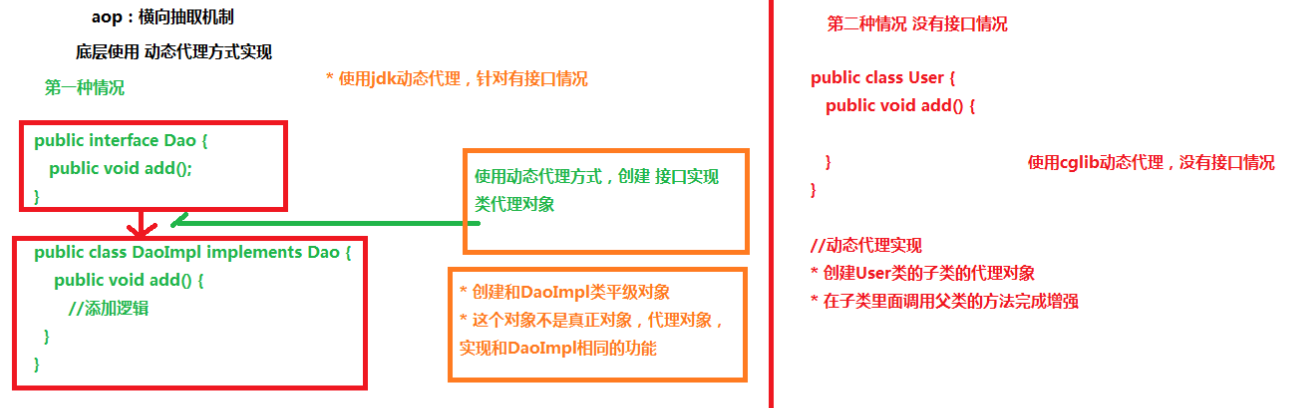 aop：横向抽取机制
底层使用 动态代理方式实现
第一种情况
* 使用jdk动态代理，针对有接口情况
public interface Dao {
public void add();
}
public class DaoImpl implements Dao {
public void add() {
//添加逻辑
}
}
使用动态代理方式，创建 接口实现
类代理对象
* 创建和DaoImpl类平级对象
* 这个对象不是真正对象，代理对象，
实现和DaoImpl相同的功能
第二种情况 没有接口情况
public class User {
public void add() {
}
使用cglib动态代理，没有接口情况
}
//动态代理实现
* 创建User类的子类的代理对象
* 在子类里面调用父类的方法完成增强